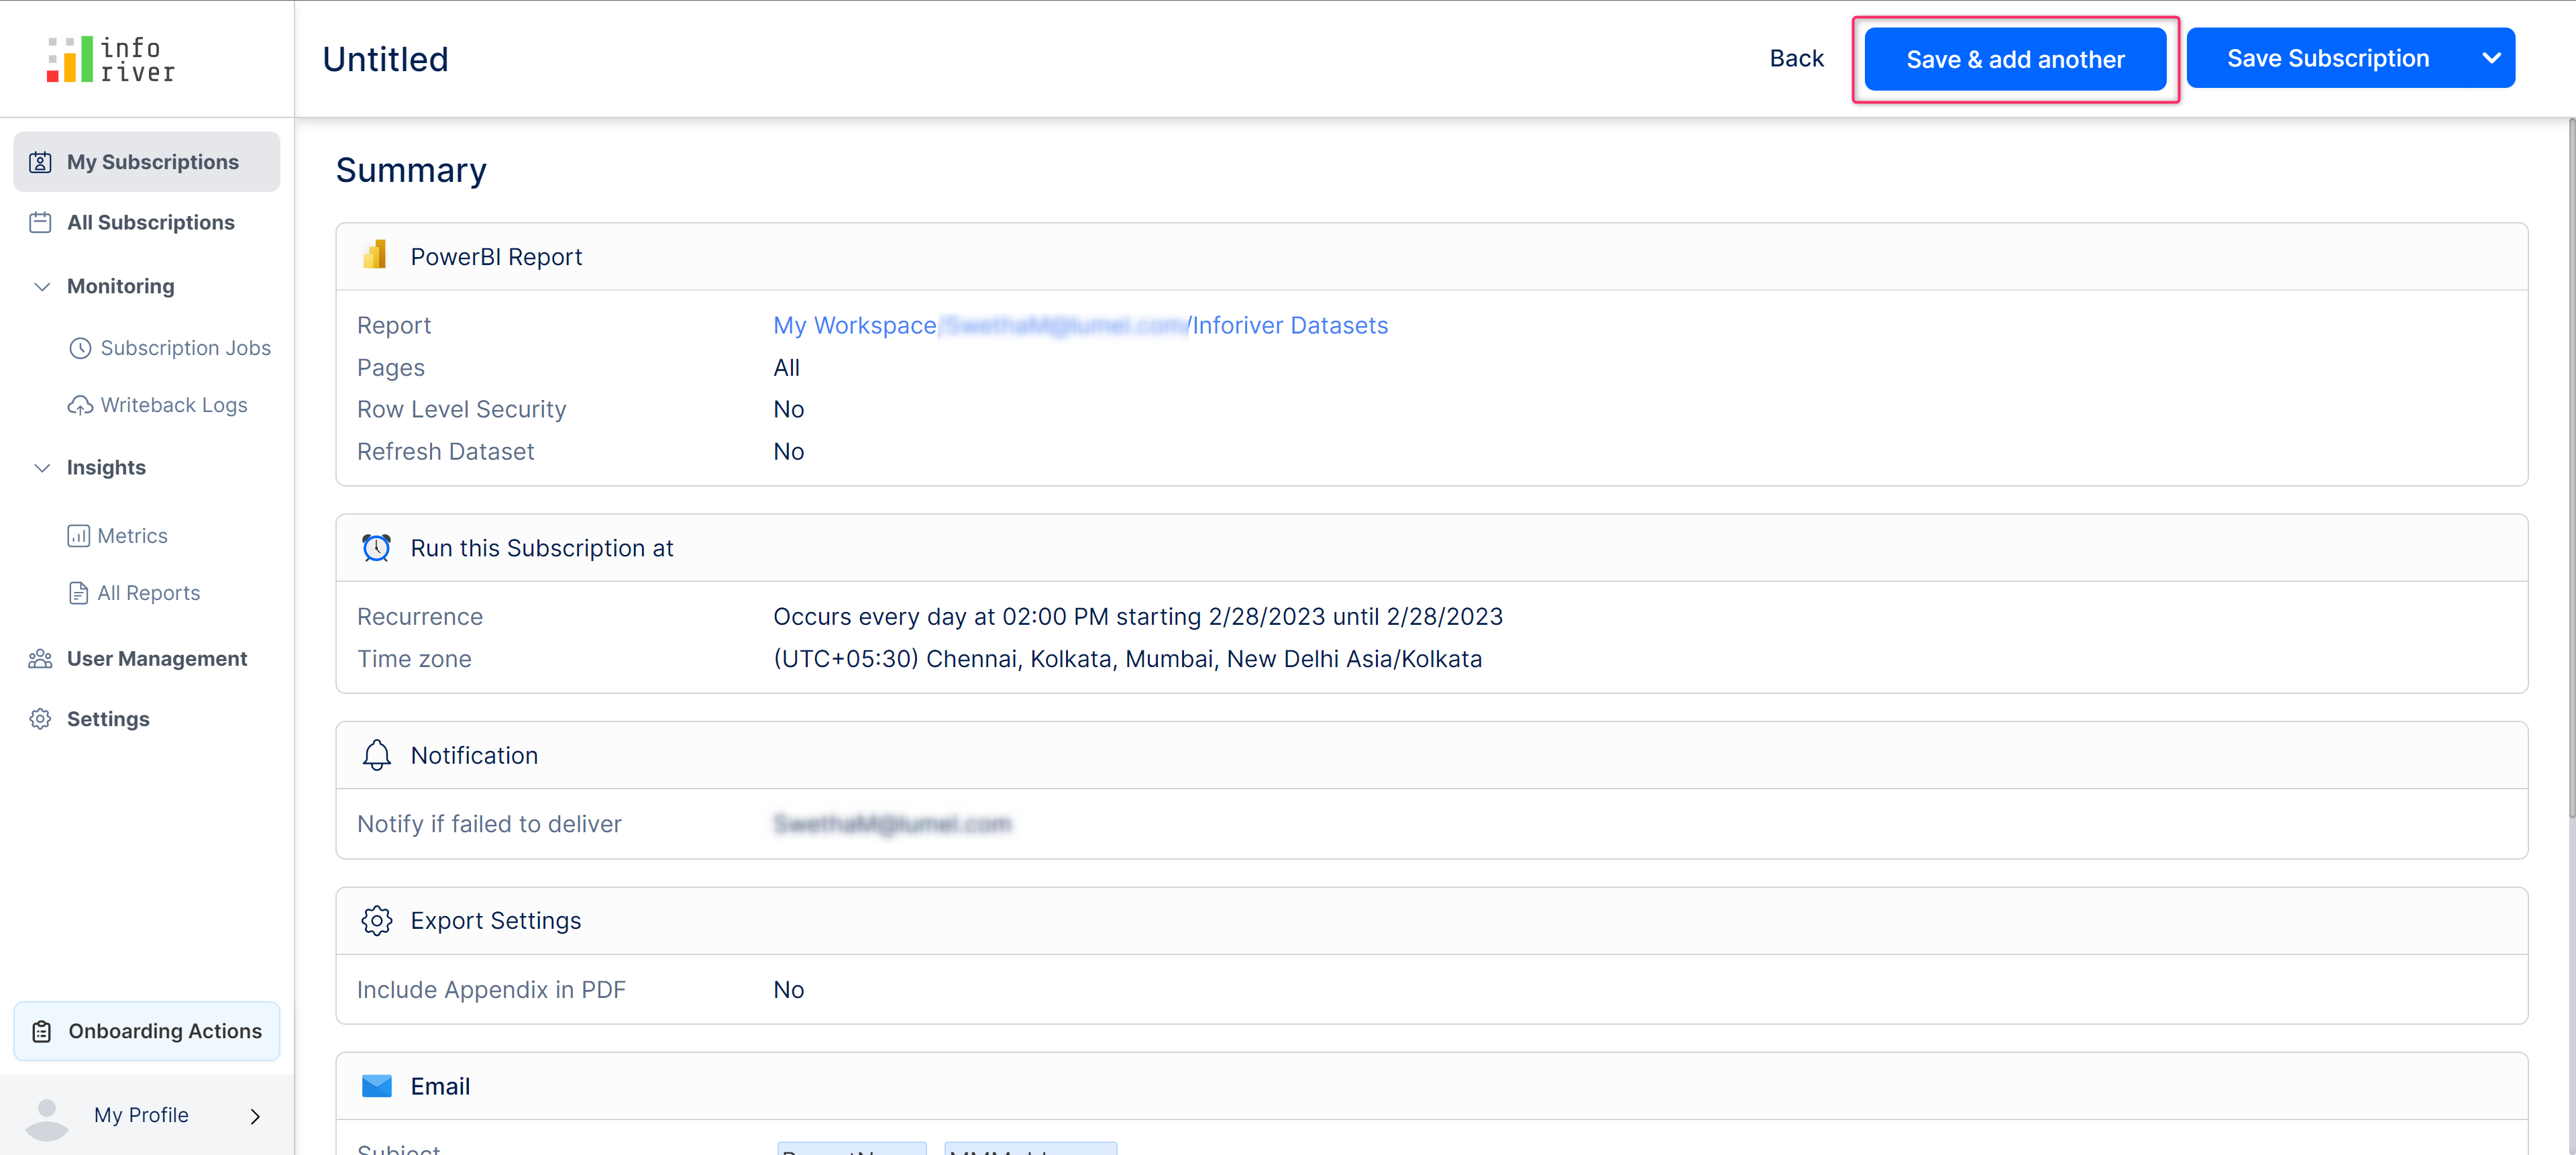 info
river
Untitled
Back
Save & add another
Save Subscription
My Subscriptions
All Subscriptions
Monitoring
Subscription Jobs
Writeback Logs
Insights
Metrics
All Reports
User Management
Settings
Onboarding Actions
My Profile
Summary
PowerBI Report
Report My Workspace /Inforiver Datasets
Pages All
Row Level Security No
Refresh Dataset No
Run this Subscription at
Recurrence Occurs every day at 02:00 PM starting 2/28/2023 until 2/28/2023
Time zone (UTC+05:30) Chennai, Kolkata, Mumbai, New Delhi Asia/Kolkata
Notification
Notify if failed to deliver
Export Settings
Include Appendix in PDF No
Email
Subject